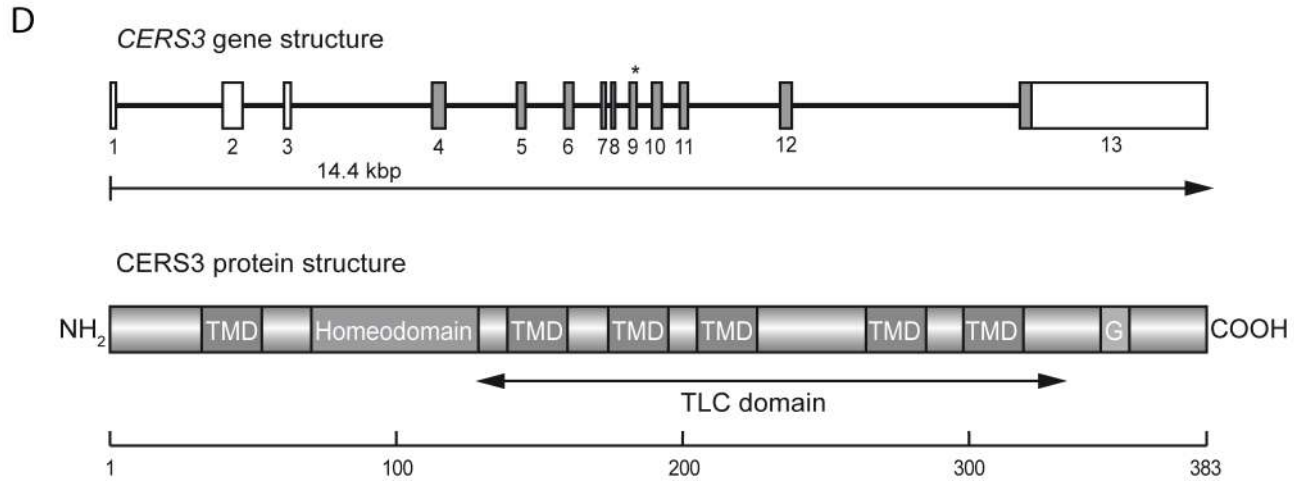 D
CERS3 gene structure
*
1 2 3 4 5 6 7 8 9 10 11 12 13
14.4 kbp
CERS3 protein structure
NH2 TMD Homeodomain TMD TMD TMD TMD TMD G COOH
TLC domain
1 100 200 300 383